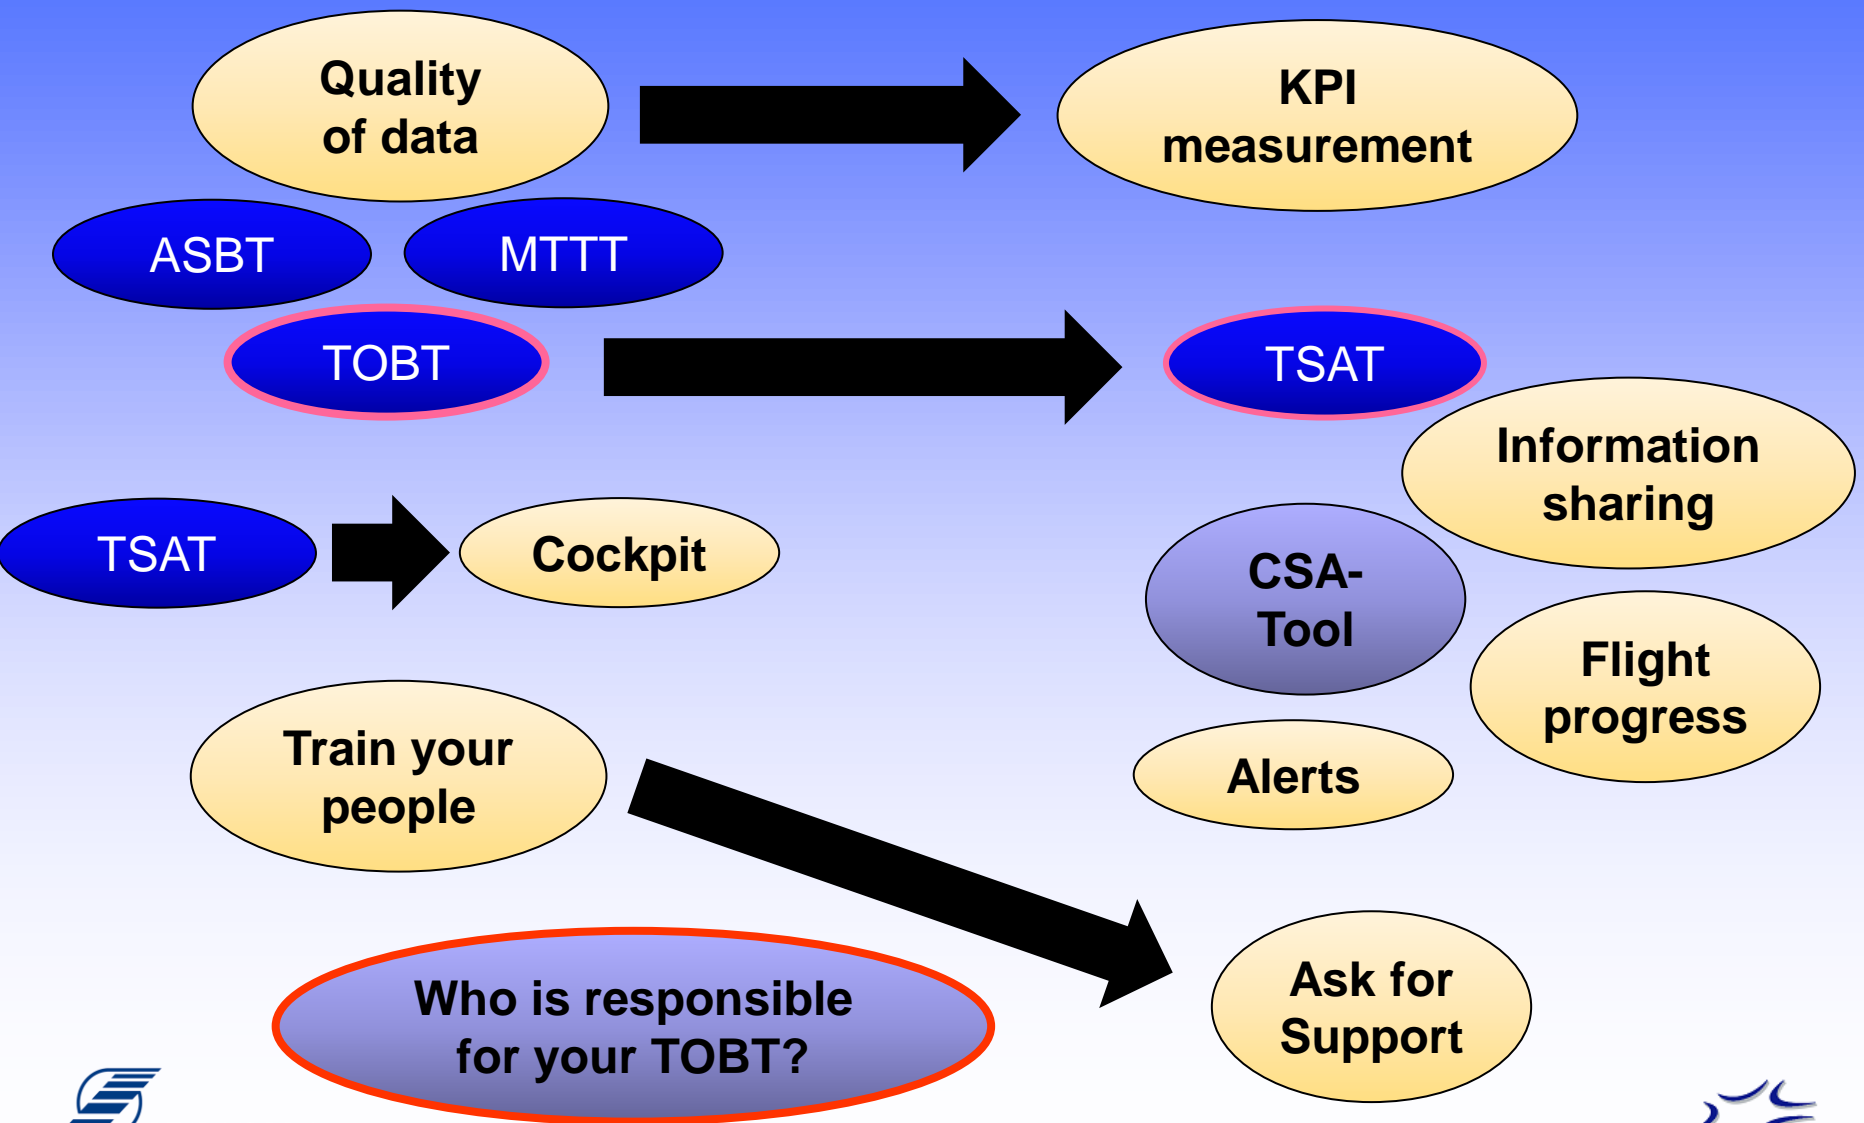 Quality
of data
KPI
measurement
ASBT
MTTT
TOBT
TSAT
Information
sharing
TSAT
Cockpit
CSA-
Tool
Flight
progress
Train your
people
Alerts
Who is responsible
for your TOBT?
Ask for
Support